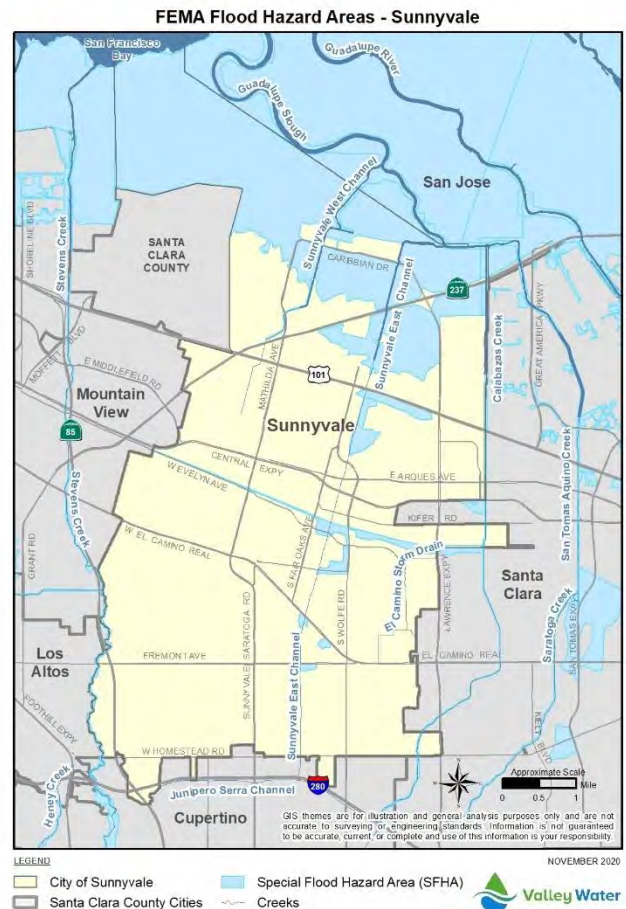 FEMA Flood Hazard Areas - Sunnyvale
San Francisco
Bay
Guadalupe River
Guadalupe Slough
San Jose
Sunnyvale West Channel
SHORELINE BLVD
Stevens Creek
SANTA
CLARA
COUNTY
CARIBBIAN DR
237
Sunnyvale East Channel
Calabazas Creek
GREAT AMERICA PKWY
MOFFETT BLVD
E MIDDLEFIELD RD
MATHILDA AVE
101
Mountain
View
Sunnyvale
85
CENTRAL EXPY
W EVELYN AVE
E ARQUES AVE
Stevens Creek
San Tomas Aquino Creek
KIFER RD
GRANT RD
W EL CAMINO REAL
S FAIR OAKS AVE
El Camino Storm Drain
LAWRENCE EXPY
Santa
Clara
S WOLFE RD
SUNNYVALE SARATOGA RD
Saratoga Creek
SAN TOMAS EXPY
Los
Altos
FREMONT AVE
EL CAMINO REAL
Sunnyvale East Channel
FOOTHILL EXPY
W HOMESTEAD RD
KIELY BLVD
Heney Creek
Junipero Serra Channel
280
Cupertino
Approximate Scale
Mile
0 0.5 1
GIS themes are for illustration and general analysis purposes only and are not
accurate to surveying or engineering standards. Information is not guaranteed
to be accurate, current, or complete and use of this information is your responsibility.
LEGEND
NOVEMBER 2020
City of Sunnyvale
Special Flood Hazard Area (SFHA)
Santa Clara County Cities
Creeks
Valley Water